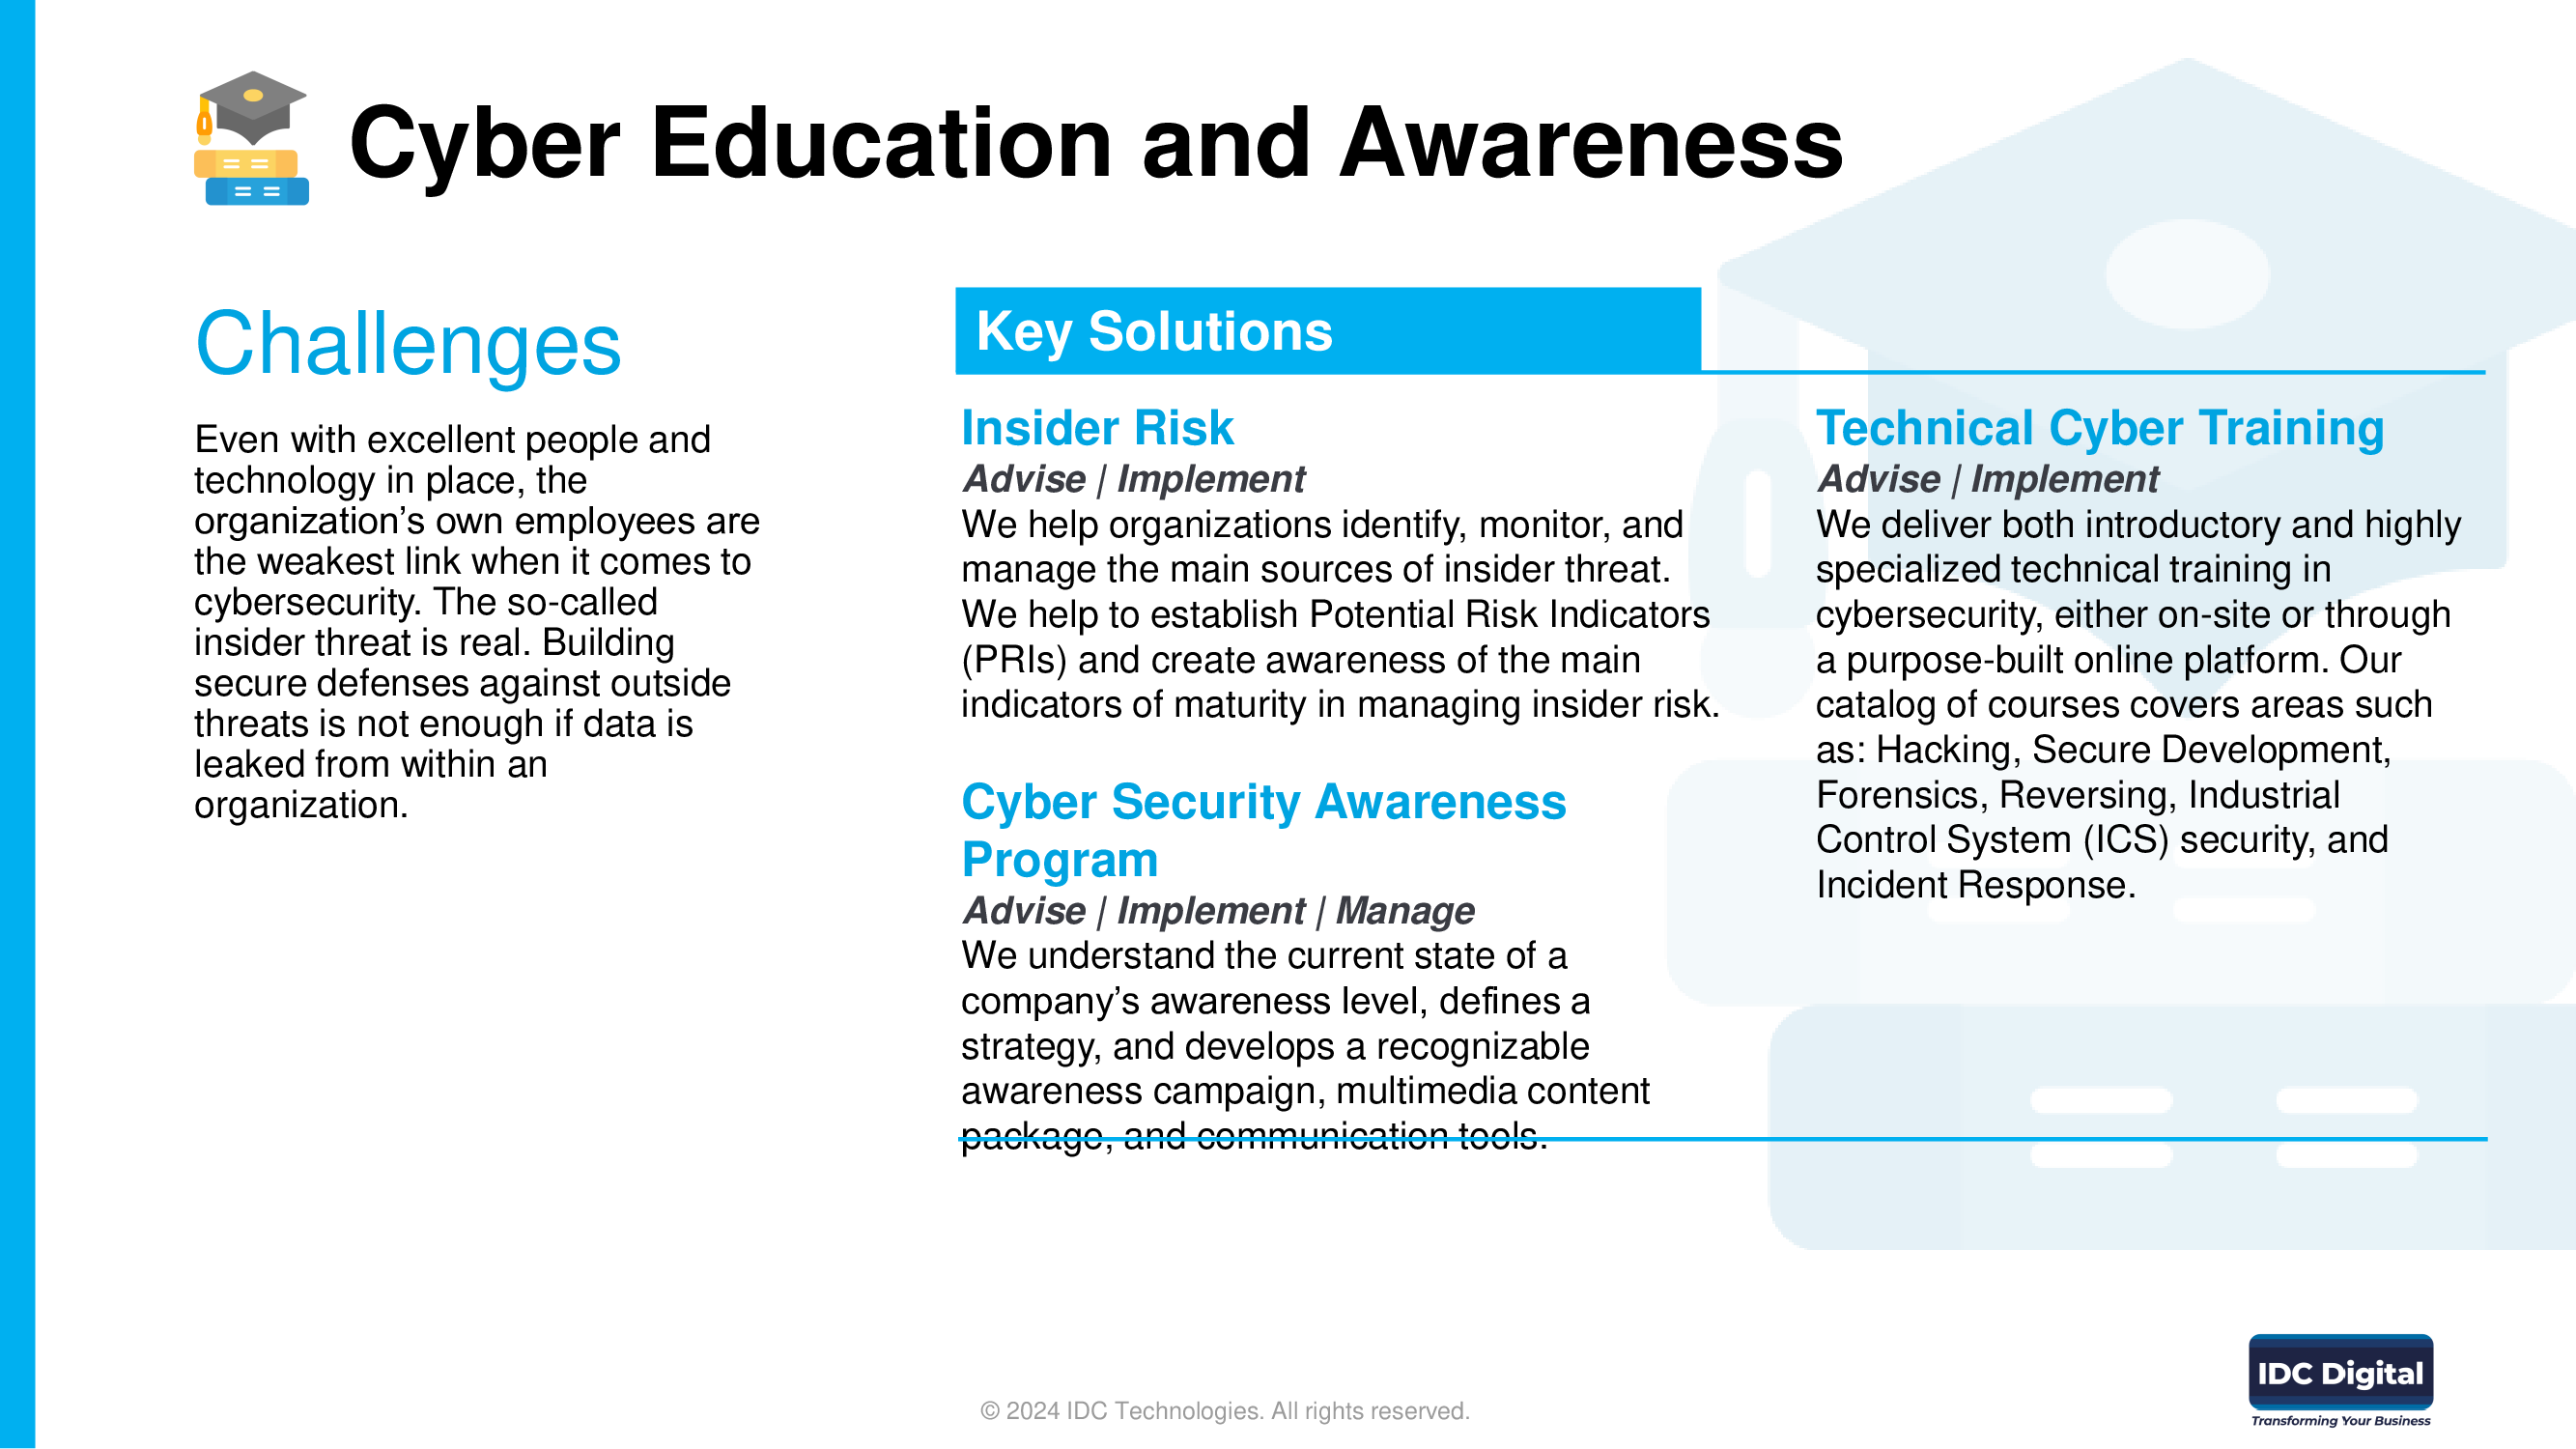 Cyber Education and Awareness
Challenges
Even with excellent people and
technology in place, the
organization’s own employees are
the weakest link when it comes to
cybersecurity. The so-called
insider threat is real. Building
secure defenses against outside
threats is not enough if data is
leaked from within an
organization.
Key Solutions
Insider Risk
Advise | Implement
We help organizations identify, monitor, and
manage the main sources of insider threat.
We help to establish Potential Risk Indicators
(PRIs) and create awareness of the main
indicators of maturity in managing insider risk.
Cyber Security Awareness
Program
Advise | Implement | Manage
We understand the current state of a
company’s awareness level, defines a
strategy, and develops a recognizable
awareness campaign, multimedia content
package, and communication tools.
Technical Cyber Training
Advise | Implement
We deliver both introductory and highly
specialized technical training in
cybersecurity, either on-site or through
a purpose-built online platform. Our
catalog of courses covers areas such
as: Hacking, Secure Development,
Forensics, Reversing, Industrial
Control System (ICS) security, and
Incident Response.
© 2024 IDC Technologies. All rights reserved.
IDC Digital
Transforming Your Business